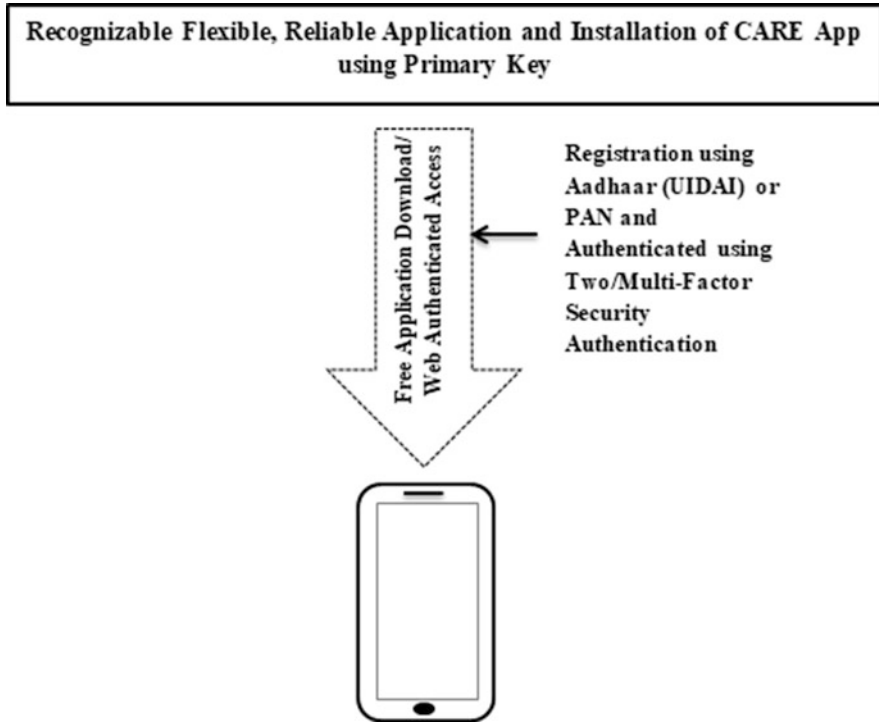 Recognizable Flexible, Reliable Application and Installation of CARE App
using Primary Key
Free Application Download/
Web Authenticated Access
Registration using
Aadhaar (UIDAI) or
PAN and
Authenticated using
Two/Multi-Factor
Security
Authentication